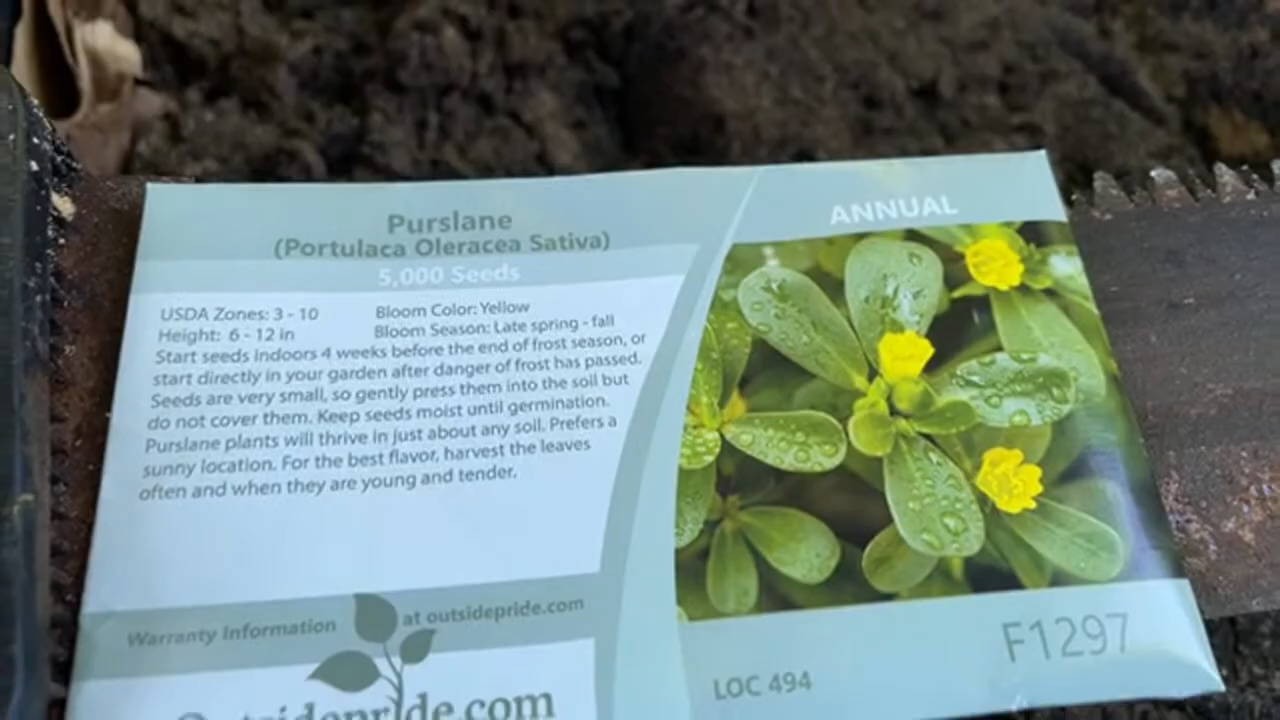 Purslane
(Portulaca Oleracea Sativa)
5,000 Seeds
USDA Zones: 3 - 10 Bloom Color: Yellow
Height: 6 - 12 in Bloom Season: Late spring - fall
Start seeds indoors 4 weeks before the end of frost season, or
start directly in your garden after danger of frost has passed.
Seeds are very small, so gently press them into the soil but
do not cover them. Keep seeds moist until germination.
Purslane plants will thrive in just about any soil. Prefers a
sunny location. For the best flavor, harvest the leaves
often and when they are young and tender.
Warranty Information at outsidepride.com
Outsidepride.com
ANNUAL
F1297
LOC 494